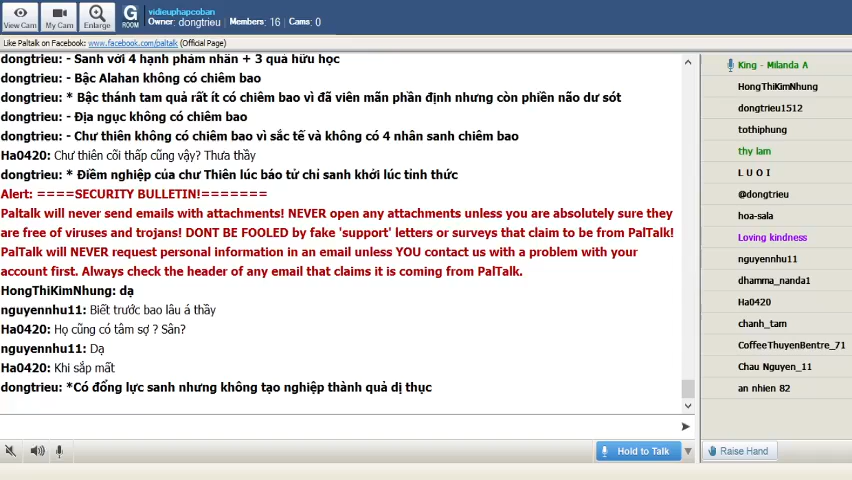 vidieuphapcoban
Owner: dongtrieu Members: 16 Cams: 0
View Cam
My Cam
Enlarge
G
ROOM
Like Paltalk on Facebook: www.facebook.com/paltalk (Official Page)
dongtrieu: - Sanh với 4 hạnh phàm nhân + 3 quả hữu học
dongtrieu: - Bậc Alahan không có chiêm bao
dongtrieu: * Bậc thánh tam quả rất ít có chiêm bao vì đã viên mãn phần định nhưng còn phiền não dư sót
dongtrieu: - Địa ngục không có chiêm bao
dongtrieu: - Chư thiên không có chiêm bao vì sắc tế và không có 4 nhân sanh chiêm bao
Ha0420: Chư thiên cõi thấp cũng vậy? Thưa thầy
dongtrieu: * Điềm nghiệp của chư Thiên lúc báo tử chỉ sanh khởi lúc tỉnh thức
Alert: ====SECURITY BULLETIN!=======
Paltalk will never send emails with attachments! NEVER open any attachments unless you are absolutely sure they
are free of viruses and trojans! DONT BE FOOLED by fake 'support' letters or surveys that claim to be from PalTalk!
PalTalk will NEVER request personal information in an email unless YOU contact us with a problem with your
account first. Always check the header of any email that claims it is coming from PalTalk.
HongThiKimNhung: dạ
nguyennhu11: Biết trước bao lâu á thầy
Ha0420: Họ cũng có tâm sợ ? Sân?
nguyennhu11: Dạ
Ha0420: Khi sắp mất
dongtrieu: *Có đổng lực sanh nhưng không tạo nghiệp thành quả dị thục
Hold to Talk
King - Milanda A
HongThiKimNhung
dongtrieu1512
tothiphung
thy lam
L U O I
@dongtrieu
hoa-sala
Loving kindness
nguyennhu11
dhamma_nanda1
Ha0420
chanh_tam
CoffeeThuyenBentre_71
Chau Nguyen_11
an nhien 82
Raise Hand